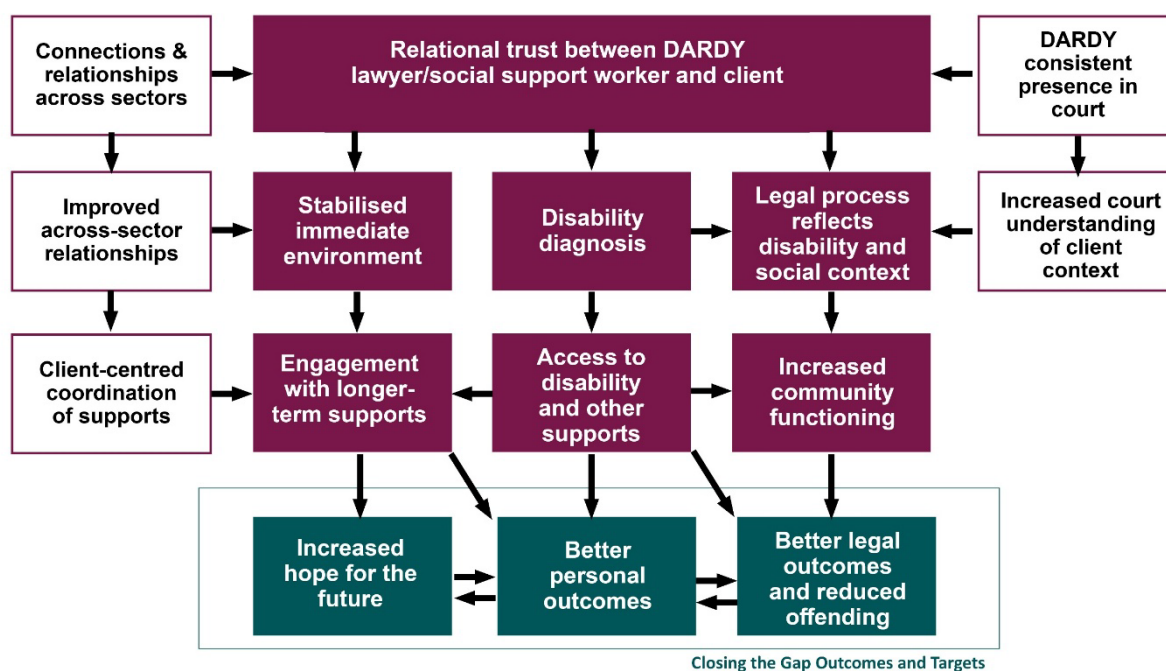 Connections &
relationships
across sectors
Relational trust between DARDY
lawyer/social support worker and client
DARDY
consistent
presence in
court
Improved
across-sector
relationships
Stabilised
immediate
environment
Disability
diagnosis
Legal process
reflects
disability and
social context
Increased court
understanding
of client
context
Client-centred
coordination
of supports
Engagement
with longer-
term supports
Access to
disability
and other
supports
Increased
community
functioning
Increased
hope for the
future
Better
personal
outcomes
Better legal
outcomes
and reduced
offending
Closing the Gap Outcomes and Targets